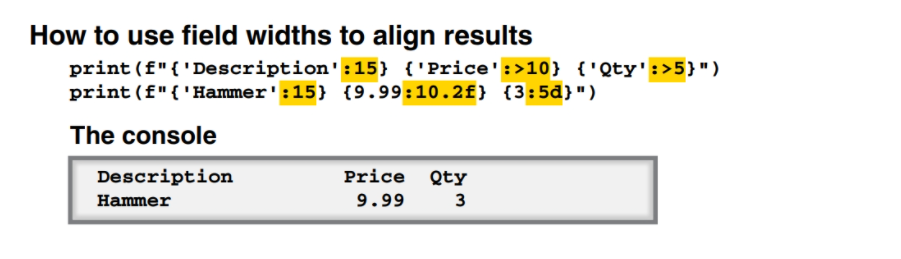 How to use field widths to align results
print(f"{'Description':15} {'Price':>10} {'Qty':>5}")
print(f"{'Hammer':15} {9.99:10.2f} {3:5d}")
The console
Description Price Qty
Hammer 9.99 3